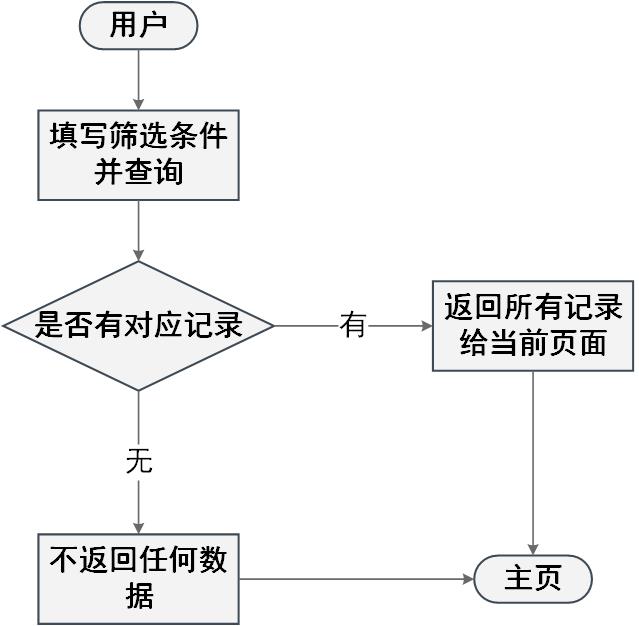 用户
填写筛选条件
并查询
是否有对应记录
有
返回所有记录
给当前页面
无
不返回任何数
据
主页